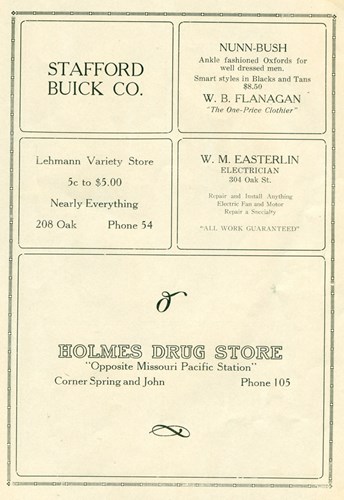 STAFFORD
BUICK CO.
NUNN-BUSH
Ankle fashioned Oxfords for
well dressed men.
Smart styles in Blacks and Tans
$8.50
W. B. FLANAGAN
"The One-Price Clothier"
Lehmann Variety Store
5c to $5.00
Nearly Everything
208 Oak Phone 54
W. M. EASTERLIN
ELECTRICIAN
304 Oak St.
Repair and Install Anything
Electric Fan and Motor
Repair a Specialty
"ALL WORK GUARANTEED"
HOLMES DRUG STORE
"Opposite Missouri Pacific Station"
Corner Spring and John Phone 105